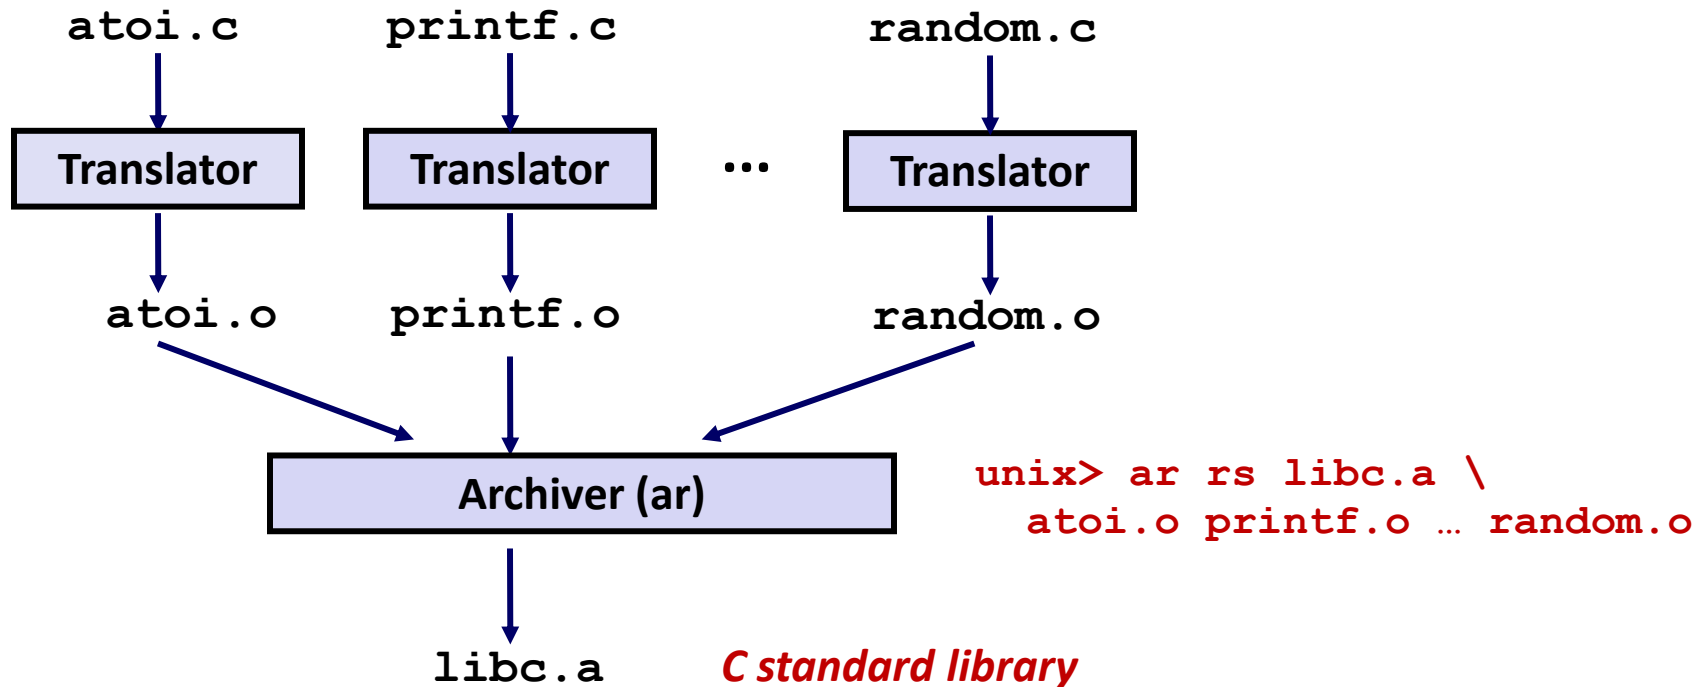 atoi.c printf.c random.c
Translator Translator ... Translator
atoi.o printf.o random.o
Archiver (ar)
unix> ar rs libc.a \
atoi.o printf.o … random.o
libc.a C standard library